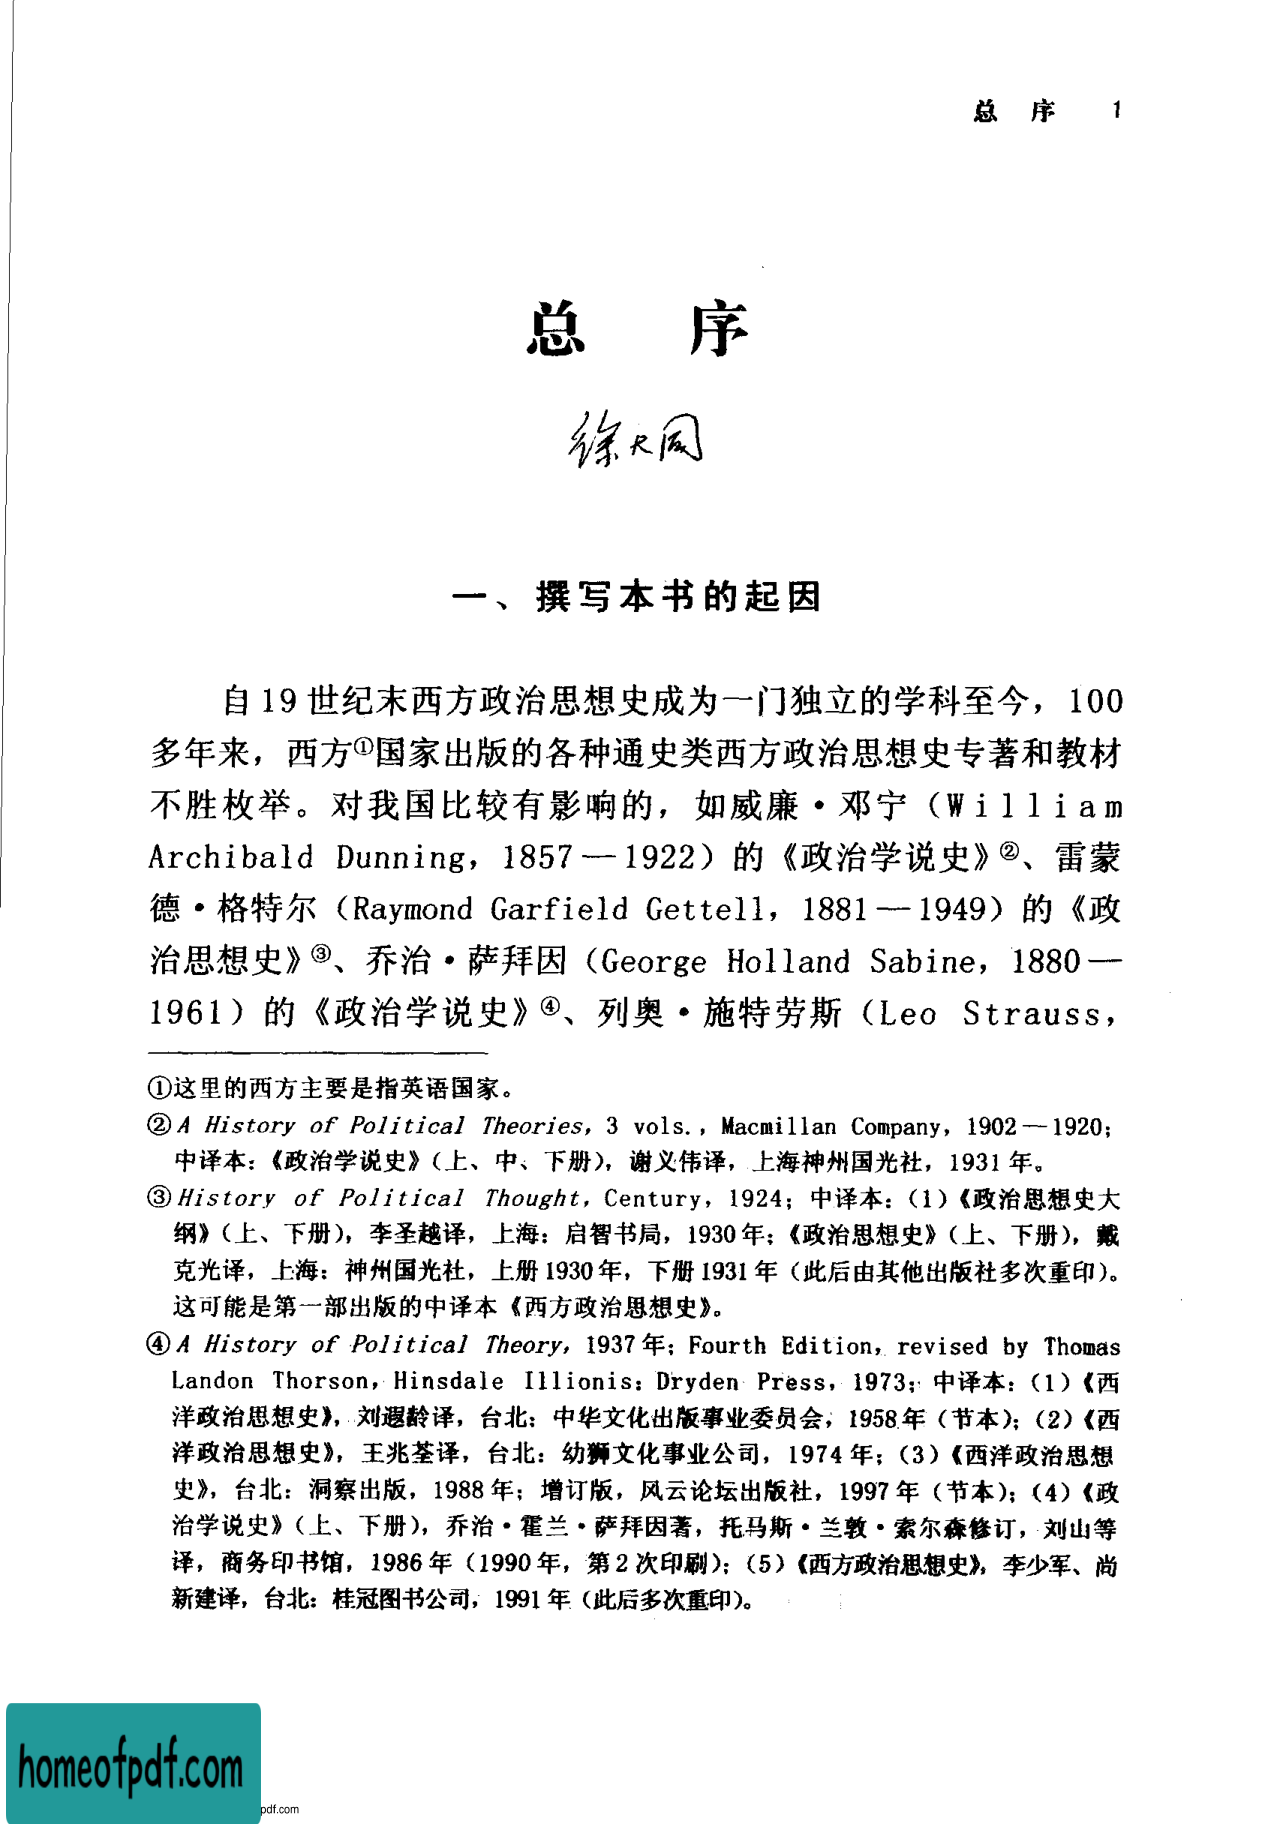 总 序 1
总 序
徐大同
一、撰写本书的起因
自 19 世纪末西方政治思想史成为一门独立的学科至今，100
多年来，西方①国家出版的各种通史类西方政治思想史专著和教材
不胜枚举。对我国比较有影响的，如威廉·邓宁（William
Archibald Dunning，1857—1922）的《政治学说史》②、雷蒙
德·格特尔（Raymond Garfield Gettell，1881—1949）的《政
治思想史》③、乔治·萨拜因（George Holland Sabine，1880—
1961）的《政治学说史》④、列奥·施特劳斯（Leo Strauss，
①这里的西方主要是指英语国家。
②A History of Political Theories，3 vols.，Macmillan Company，1902—1920；
中译本：《政治学说史》（上、中、下册），谢义伟译，上海神州国光社，1931 年。
③History of Political Thought，Century，1924；中译本：（1）《政治思想史大
纲》（上、下册），李圣越译，上海：启智书局，1930年；《政治思想史》（上、下册），戴
克光译，上海：神州国光社，上册1930年，下册1931年（此后由其他出版社多次重印）。
这可能是第一部出版的中译本《西方政治思想史》。
④A History of Political Theory，1937年；Fourth Edition，revised by Thomas
Landon Thorson，Hinsdale Illionis：Dryden Press，1973；中译本：（1）《西
洋政治思想史》，刘遐龄译，台北：中华文化出版事业委员会，1958年（节本）；（2）《西
洋政治思想史》，王兆荃译，台北：幼狮文化事业公司，1974年；（3）《西洋政治思想
史》，台北：洞察出版，1988年；增订版，风云论坛出版社，1997年（节本）；（4）《政
治学说史》（上、下册），乔治·霍兰·萨拜因著，托马斯·兰敦·索尔森修订，刘山等
译，商务印书馆，1986年（1990年，第2次印刷）；（5）《西方政治思想史》，李少军、尚
新建译，台北：桂冠图书公司，1991年（此后多次重印）。
homeofpdf.com
pdf.com